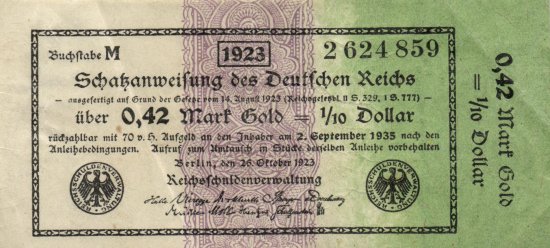 Buchstabe M 1923 2 624 859
Schatzanweisung des Deutschen Reichs
— ausgefertigt auf Grund der Gesetze vom 14. August 1923 (Reichsgesetzbl. II S. 329, I S. 777) —
über 0,42 Mark Gold = 1/10 Dollar
rückzahlbar mit 70 v. H. Aufgeld an den Inhaber am 2. September 1935 nach den
Anleihebedingungen. Aufruf zum Umtausch in Stücke derselben Anleihe vorbehalten
Berlin, den 26. Oktober 1923
Reichsschuldenverwaltung
REICHSSCHULDENVERWALTUNG
REICHSSCHULDENVERWALTUNG
0,42 Mark Gold
= 1/10 Dollar